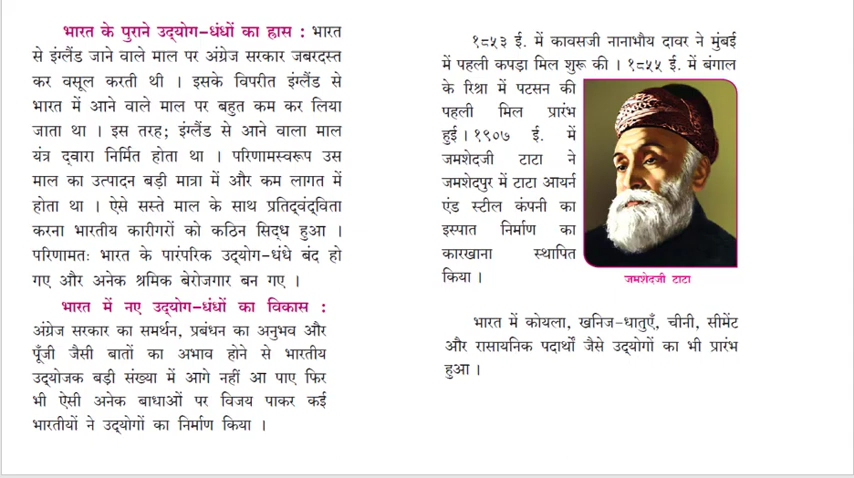 भारत के पुराने उद्योग-धंधों का ह्रास : भारत
से इंग्लैंड जाने वाले माल पर अंग्रेज सरकार जबरदस्त
कर वसूल करती थी । इसके विपरीत इंग्लैंड से
भारत में आने वाले माल पर बहुत कम कर लिया
जाता था । इस तरह; इंग्लैंड से आने वाला माल
यंत्र द्वारा निर्मित होता था । परिणामस्वरूप उस
माल का उत्पादन बड़ी मात्रा में और कम लागत में
होता था । ऐसे सस्ते माल के साथ प्रतिद्वंद्विता
करना भारतीय कारीगरों को कठिन सिद्ध हुआ ।
परिणामतः भारत के पारंपरिक उद्योग-धंधे बंद हो
गए और अनेक श्रमिक बेरोजगार बन गए ।
भारत में नए उद्योग-धंधों का विकास :
अंग्रेज सरकार का समर्थन, प्रबंधन का अनुभव और
पूँजी जैसी बातों का अभाव होने से भारतीय
उद्योजक बड़ी संख्या में आगे नहीं आ पाए फिर
भी ऐसी अनेक बाधाओं पर विजय पाकर कई
भारतीयों ने उद्योगों का निर्माण किया ।
१८५३ ई. में कावसजी नानाभॉय दावर ने मुंबई
में पहली कपड़ा मिल शुरू की । १८५५ ई. में बंगाल
के रिश्रा में पटसन की
पहली मिल प्रारंभ
हुई । १९०७ ई. में
जमशेदजी टाटा ने
जमशेदपुर में टाटा आयर्न
एंड स्टील कंपनी का
इस्पात निर्माण का
कारखाना स्थापित
किया ।
जमशेदजी टाटा
भारत में कोयला, खनिज-धातुएँ, चीनी, सीमेंट
और रासायनिक पदार्थों जैसे उद्योगों का भी प्रारंभ
हुआ ।